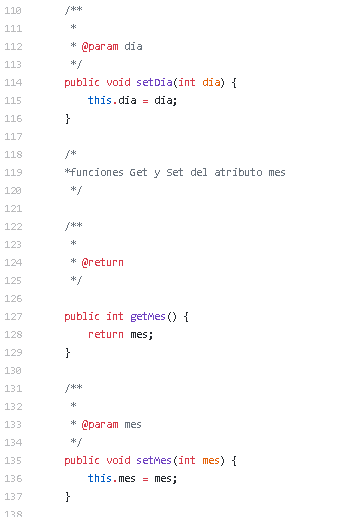 110 /**
111 *
112 * @param dia
113 */
114 public void setDia(int dia) {
115 this.dia = dia;
116 }
117
118 /*
119 *funciones Get y Set del atributo mes
120 */
121
122 /**
123 *
124 * @return
125 */
126
127 public int getMes() {
128 return mes;
129 }
130
131 /**
132 *
133 * @param mes
134 */
135 public void setMes(int mes) {
136 this.mes = mes;
137 }
138